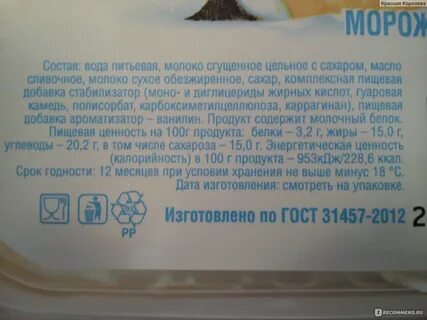 Красная Королева
МОРОЖ
Состав: вода питьевая, молоко сгущенное цельное с сахаром, масло
сливочное, молоко сухое обезжиренное, сахар, комплексная пищевая
добавка стабилизатор (моно- и диглицериды жирных кислот, гуаровая
камедь, полисорбат, карбоксиметилцеллюлоза, каррагинан), пищевая
добавка ароматизатор – ванилин. Продукт содержит молочный белок.
Пищевая ценность на 100г продукта: белки – 3,2 г, жиры – 15,0 г,
углеводы – 20,2 г, в том числе сахароза – 15,0 г. Энергетическая ценность
(калорийность) в 100 г продукта – 953кДж/228,6 ккал.
Срок годности: 12 месяцев при условии хранения не выше минус 18 °С.
Дата изготовления: смотреть на упаковке.
05
PP
Изготовлено по ГОСТ 31457-2012
2
RECOMMEND.RU